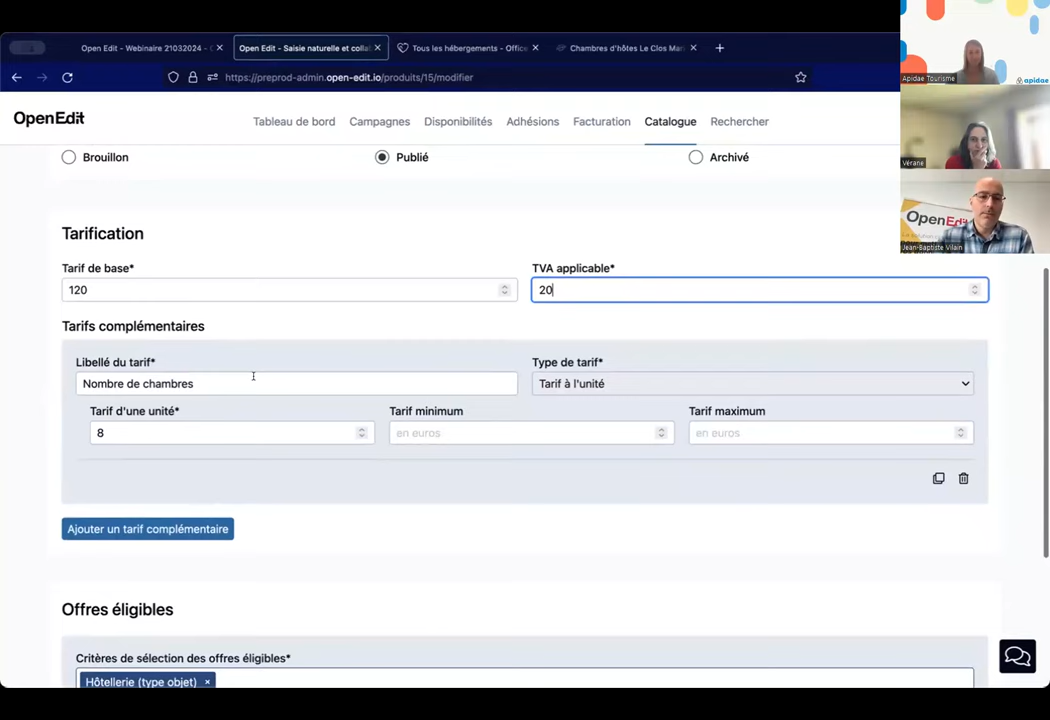 Open Edit - Webinaire 21032024 - 
Open Edit - Saisie naturelle et colla
Tous les hébergements - Office
Chambres d'hôtes Le Clos Mar
https://preprod-admin.open-edit.io/produits/15/modifier
OpenEdit
Tableau de bord
Campagnes
Disponibilités
Adhésions
Facturation
Catalogue
Rechercher
Brouillon
Publié
Archivé
Tarification
Tarif de base*
TVA applicable*
120
20
Tarifs complémentaires
Libellé du tarif*
Type de tarif*
Nombre de chambres
Tarif à l'unité
Tarif d'une unité*
Tarif minimum
Tarif maximum
8
en euros
en euros
Ajouter un tarif complémentaire
Offres éligibles
Critères de sélection des offres éligibles*
Hôtellerie (type objet) ×
Apidae Tourisme
apidae
Vérane
OpenEdit
Jean-Baptiste Vilain